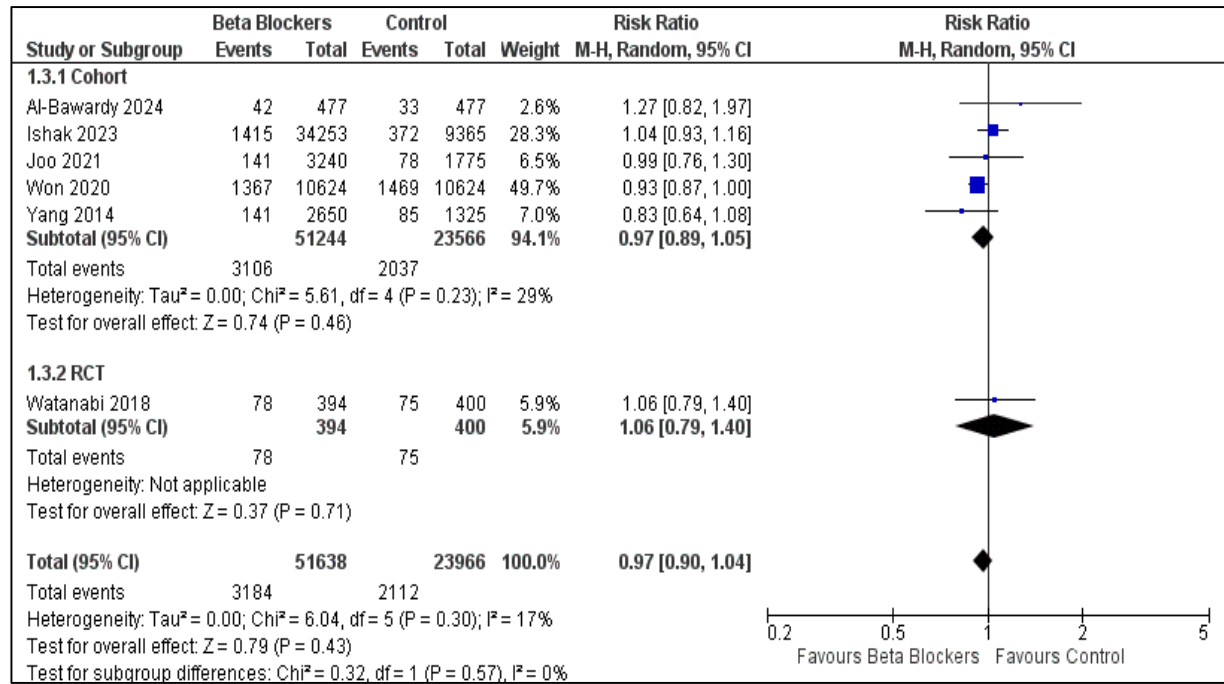 Beta Blockers Control Risk Ratio Risk Ratio
Study or Subgroup Events Total Events Total Weight M-H, Random, 95% CI M-H, Random, 95% CI
1.3.1 Cohort
Al-Bawardy 2024 42 477 33 477 2.6% 1.27 [0.82, 1.97]
Ishak 2023 1415 34253 372 9365 28.3% 1.04 [0.93, 1.16]
Joo 2021 141 3240 78 1775 6.5% 0.99 [0.76, 1.30]
Won 2020 1367 10624 1469 10624 49.7% 0.93 [0.87, 1.00]
Yang 2014 141 2650 85 1325 7.0% 0.83 [0.64, 1.08]
Subtotal (95% CI) 51244 23566 94.1% 0.97 [0.89, 1.05]
Total events 3106 2037
Heterogeneity: Tau² = 0.00; Chi² = 5.61, df = 4 (P = 0.23); I² = 29%
Test for overall effect: Z = 0.74 (P = 0.46)
1.3.2 RCT
Watanabi 2018 78 394 75 400 5.9% 1.06 [0.79, 1.40]
Subtotal (95% CI) 394 400 5.9% 1.06 [0.79, 1.40]
Total events 78 75
Heterogeneity: Not applicable
Test for overall effect: Z = 0.37 (P = 0.71)
Total (95% CI) 51638 23966 100.0% 0.97 [0.90, 1.04]
Total events 3184 2112
Heterogeneity: Tau² = 0.00; Chi² = 6.04, df = 5 (P = 0.30); I² = 17%
Test for overall effect: Z = 0.79 (P = 0.43)
Test for subgroup differences: Chi² = 0.32, df = 1 (P = 0.57), I² = 0%
0.2 0.5 1 2 5
Favours Beta Blockers Favours Control